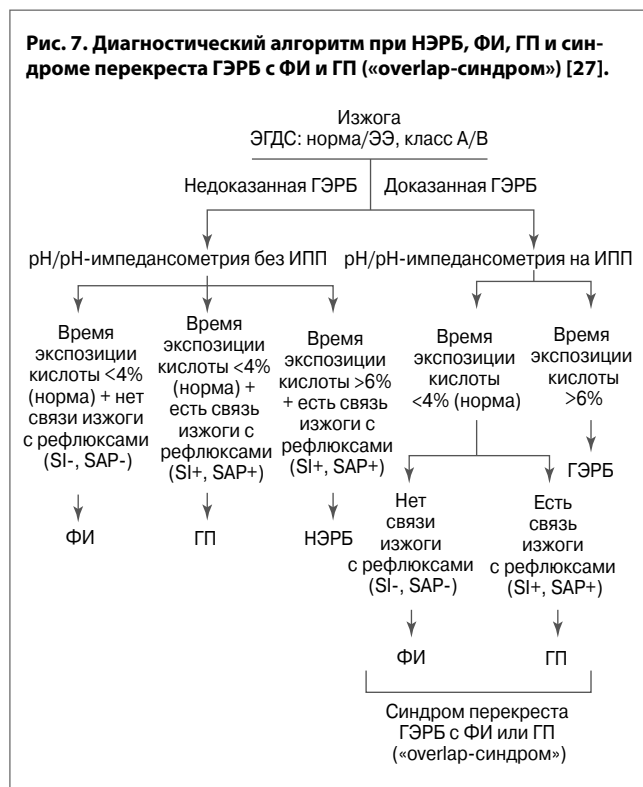 Рис. 7. Диагностический алгоритм при НЭРБ, ФИ, ГП и син-
дроме перекреста ГЭРБ с ФИ и ГП («overlap-синдром») [27].
Изжога
ЭГДС: норма/ЭЭ, класс А/В
Недоказанная ГЭРБ
Доказанная ГЭРБ
рН/рН-импедансометрия без ИПП
рН/рН-импедансометрия на ИПП
Время
экспозиции
кислоты <4%
(норма) + нет
связи изжоги
с рефлюксами
(SI-, SAP-)
Время
экспозиции
кислоты <4%
(норма) +
есть связь
изжоги с
рефлюксами
(SI+, SAP+)
Время
экспозиции
кислоты >6%
+ есть связь
изжоги с
рефлюксами
(SI+, SAP+)
Время
экспозиции
кислоты
<4% (норма)
Время
экспозиции
кислоты
>6%
ФИ
ГП
НЭРБ
ГЭРБ
Нет
связи
изжоги
с рефлюксами
(SI-, SAP-)
Есть
связь
изжоги
с рефлюксами
(SI+, SAP+)
ФИ
ГП
Синдром перекреста
ГЭРБ с ФИ или ГП
(«overlap-синдром»)